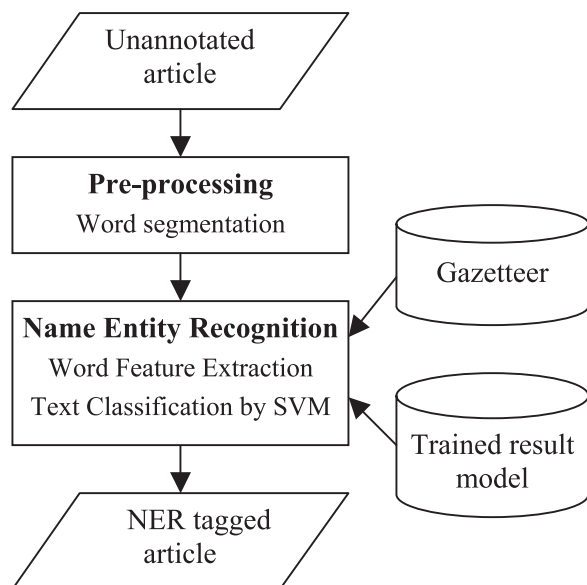 Unannotated
article
Pre-processing
Word segmentation
Gazetteer
Name Entity Recognition
Word Feature Extraction
Text Classification by SVM
Trained result
model
NER tagged
article